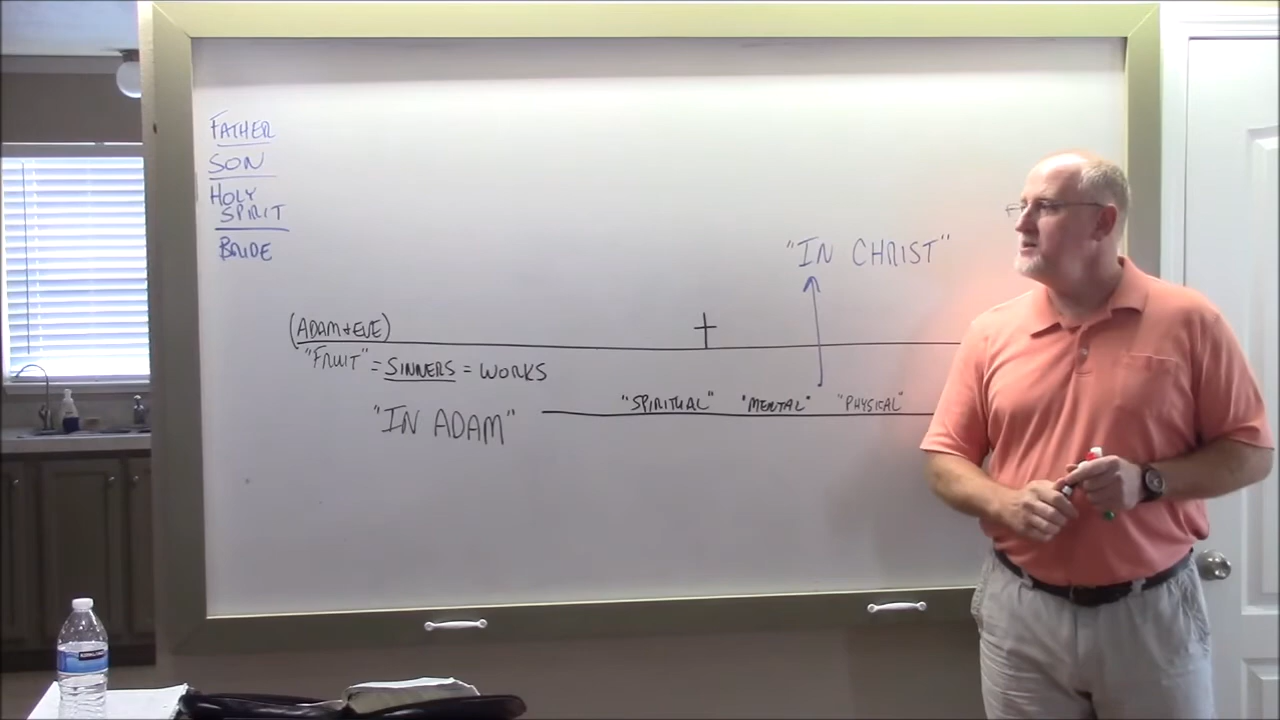 FATHER
SON
HOLY
SPIRIT
BRIDE
"IN CHRIST"
(ADAM + EVE)
"FRUIT" = SINNERS = WORKS
"SPIRITUAL" "MENTAL" "PHYSICAL"
"IN ADAM"